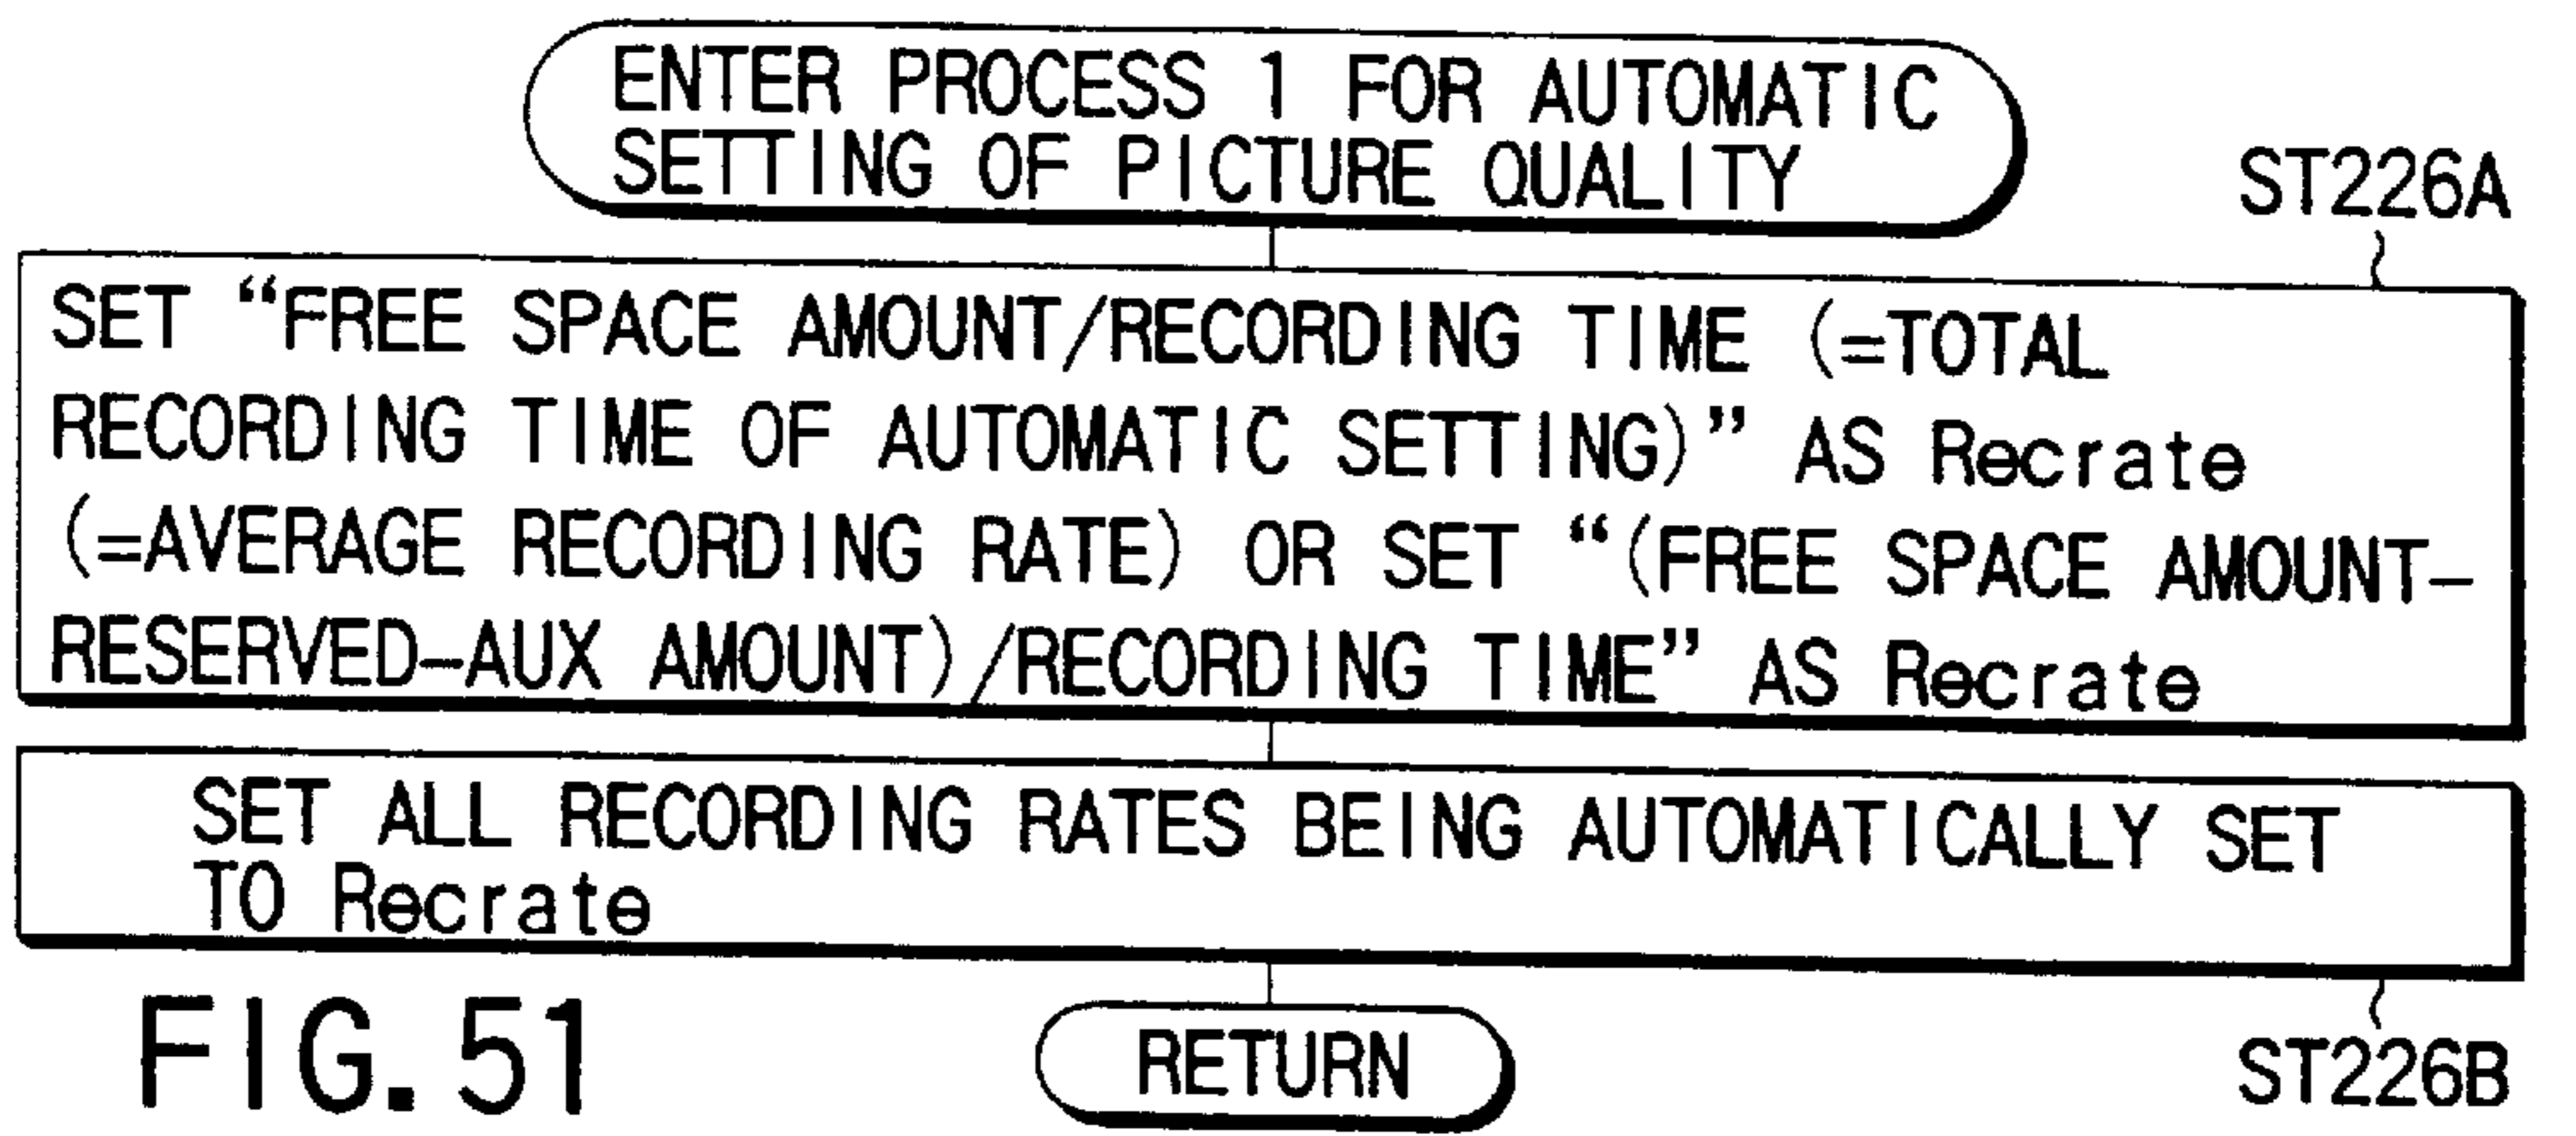 ENTER PROCESS 1 FOR AUTOMATIC
SETTING OF PICTURE QUALITY
ST226A
SET “FREE SPACE AMOUNT/RECORDING TIME (=TOTAL
RECORDING TIME OF AUTOMATIC SETTING)” AS Recrate
(=AVERAGE RECORDING RATE) OR SET “(FREE SPACE AMOUNT-
RESERVED-AUX AMOUNT)/RECORDING TIME” AS Recrate
SET ALL RECORDING RATES BEING AUTOMATICALLY SET
TO Recrate
RETURN
ST226B
FIG. 51